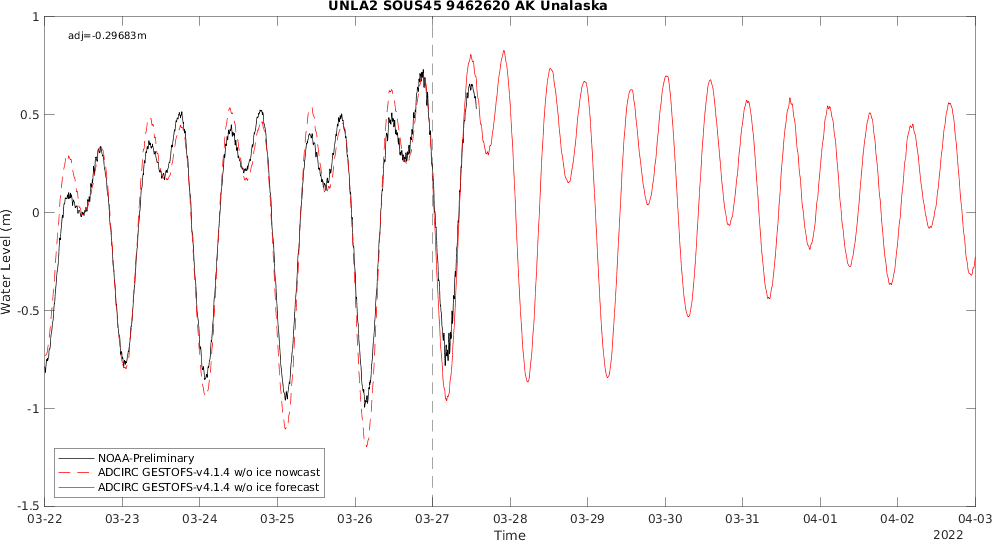 UNLA2 SOUS45 9462620 AK Unalaska
adj=-0.29683m
Water Level (m)
1
0.5
0
-0.5
-1
-1.5
NOAA-Preliminary
ADCIRC GESTOFS-v4.1.4 w/o ice nowcast
ADCIRC GESTOFS-v4.1.4 w/o ice forecast
03-22 03-23 03-24 03-25 03-26 03-27 03-28 03-29 03-30 03-31 04-01 04-02 04-03
Time
2022